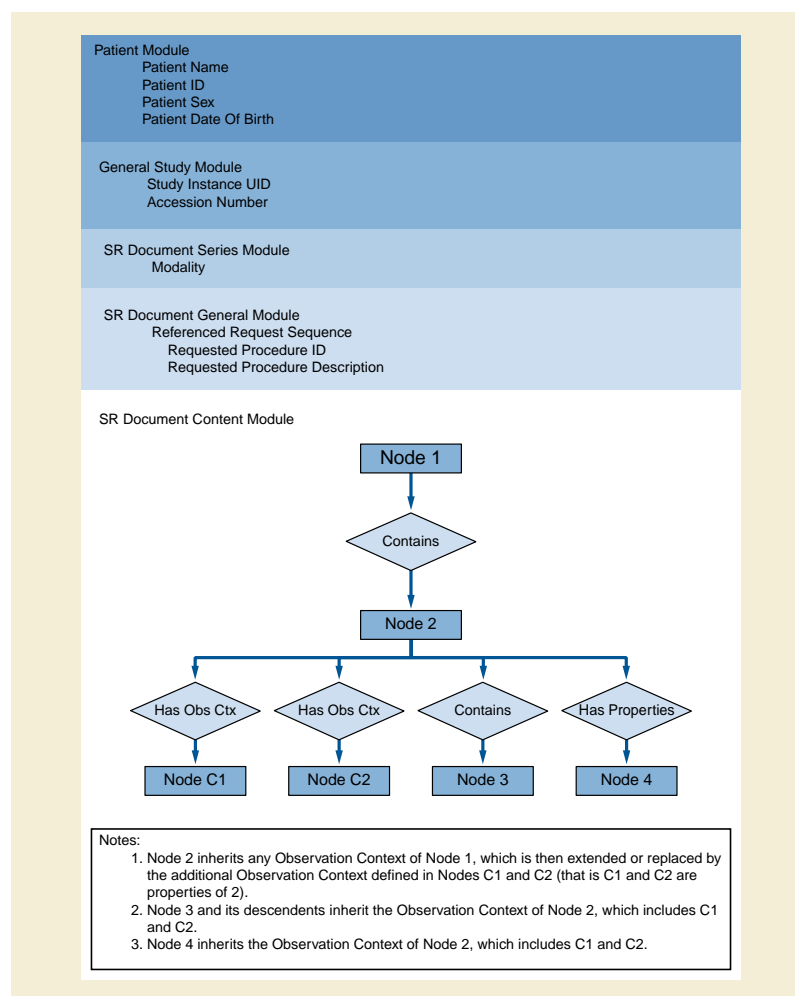 Patient Module
Patient Name
Patient ID
Patient Sex
Patient Date Of Birth
General Study Module
Study Instance UID
Accession Number
SR Document Series Module
Modality
SR Document General Module
Referenced Request Sequence
Requested Procedure ID
Requested Procedure Description
SR Document Content Module
Node 1
Contains
Node 2
Has Obs Ctx
Has Obs Ctx
Contains
Has Properties
Node C1
Node C2
Node 3
Node 4
Notes:
1. Node 2 inherits any Observation Context of Node 1, which is then extended or replaced by
the additional Observation Context defined in Nodes C1 and C2 (that is C1 and C2 are
properties of 2).
2. Node 3 and its descendents inherit the Observation Context of Node 2, which includes C1
and C2.
3. Node 4 inherits the Observation Context of Node 2, which includes C1 and C2.